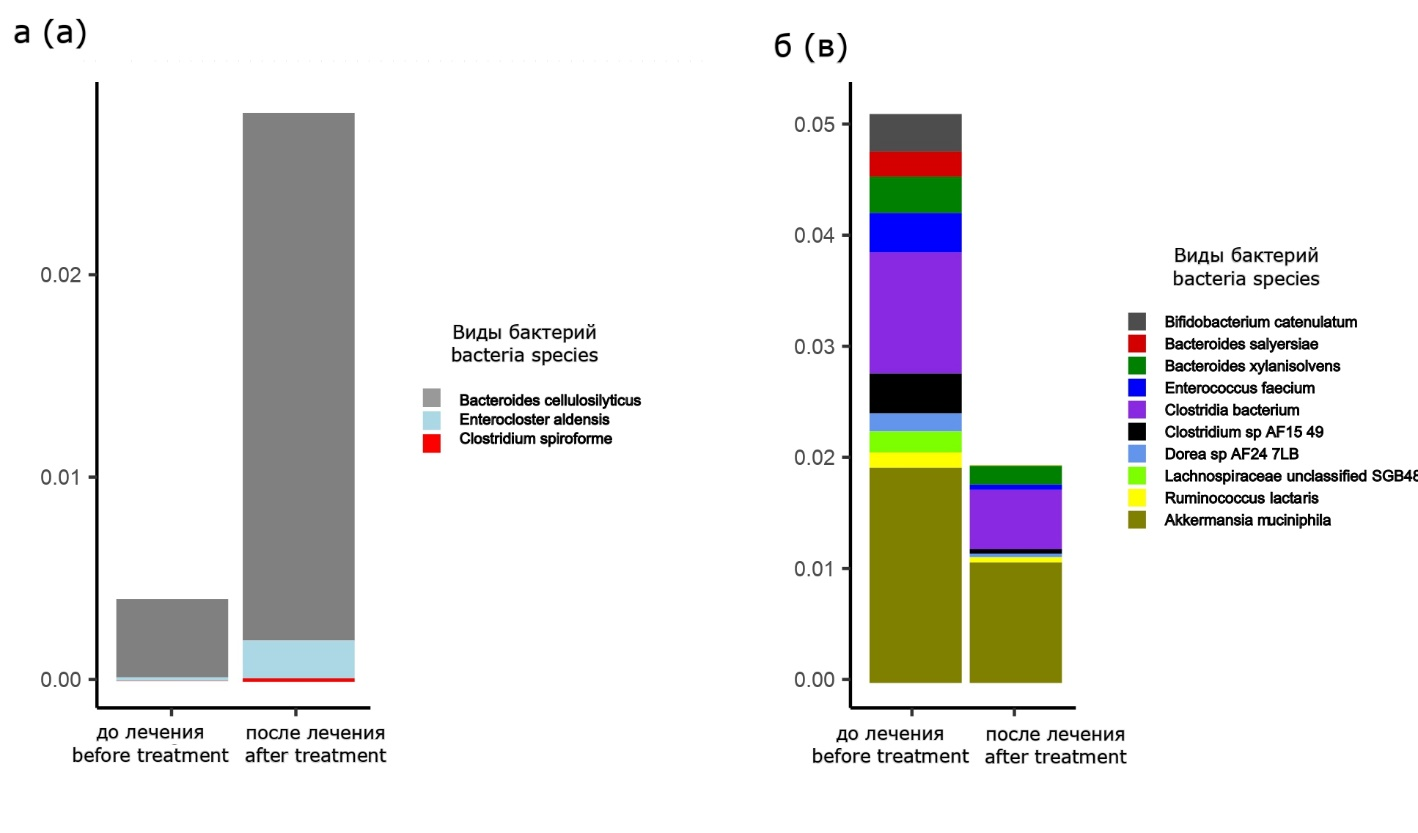 а (а)
0.02
0.01
0.00
до лечения
before treatment
после лечения
after treatment
Виды бактерий
bacteria species
Bacteroides cellulosilyticus
Enterocloster aldensis
Clostridium spiroforme
б (в)
0.05
0.04
0.03
0.02
0.01
0.00
до лечения
before treatment
после лечения
after treatment
Виды бактерий
bacteria species
Bifidobacterium catenulatum
Bacteroides salyersiae
Bacteroides xylanisolvens
Enterococcus faecium
Clostridia bacterium
Clostridium sp AF15 49
Dorea sp AF24 7LB
Lachnospiraceae unclassified SGB48
Ruminococcus lactaris
Akkermansia muciniphila